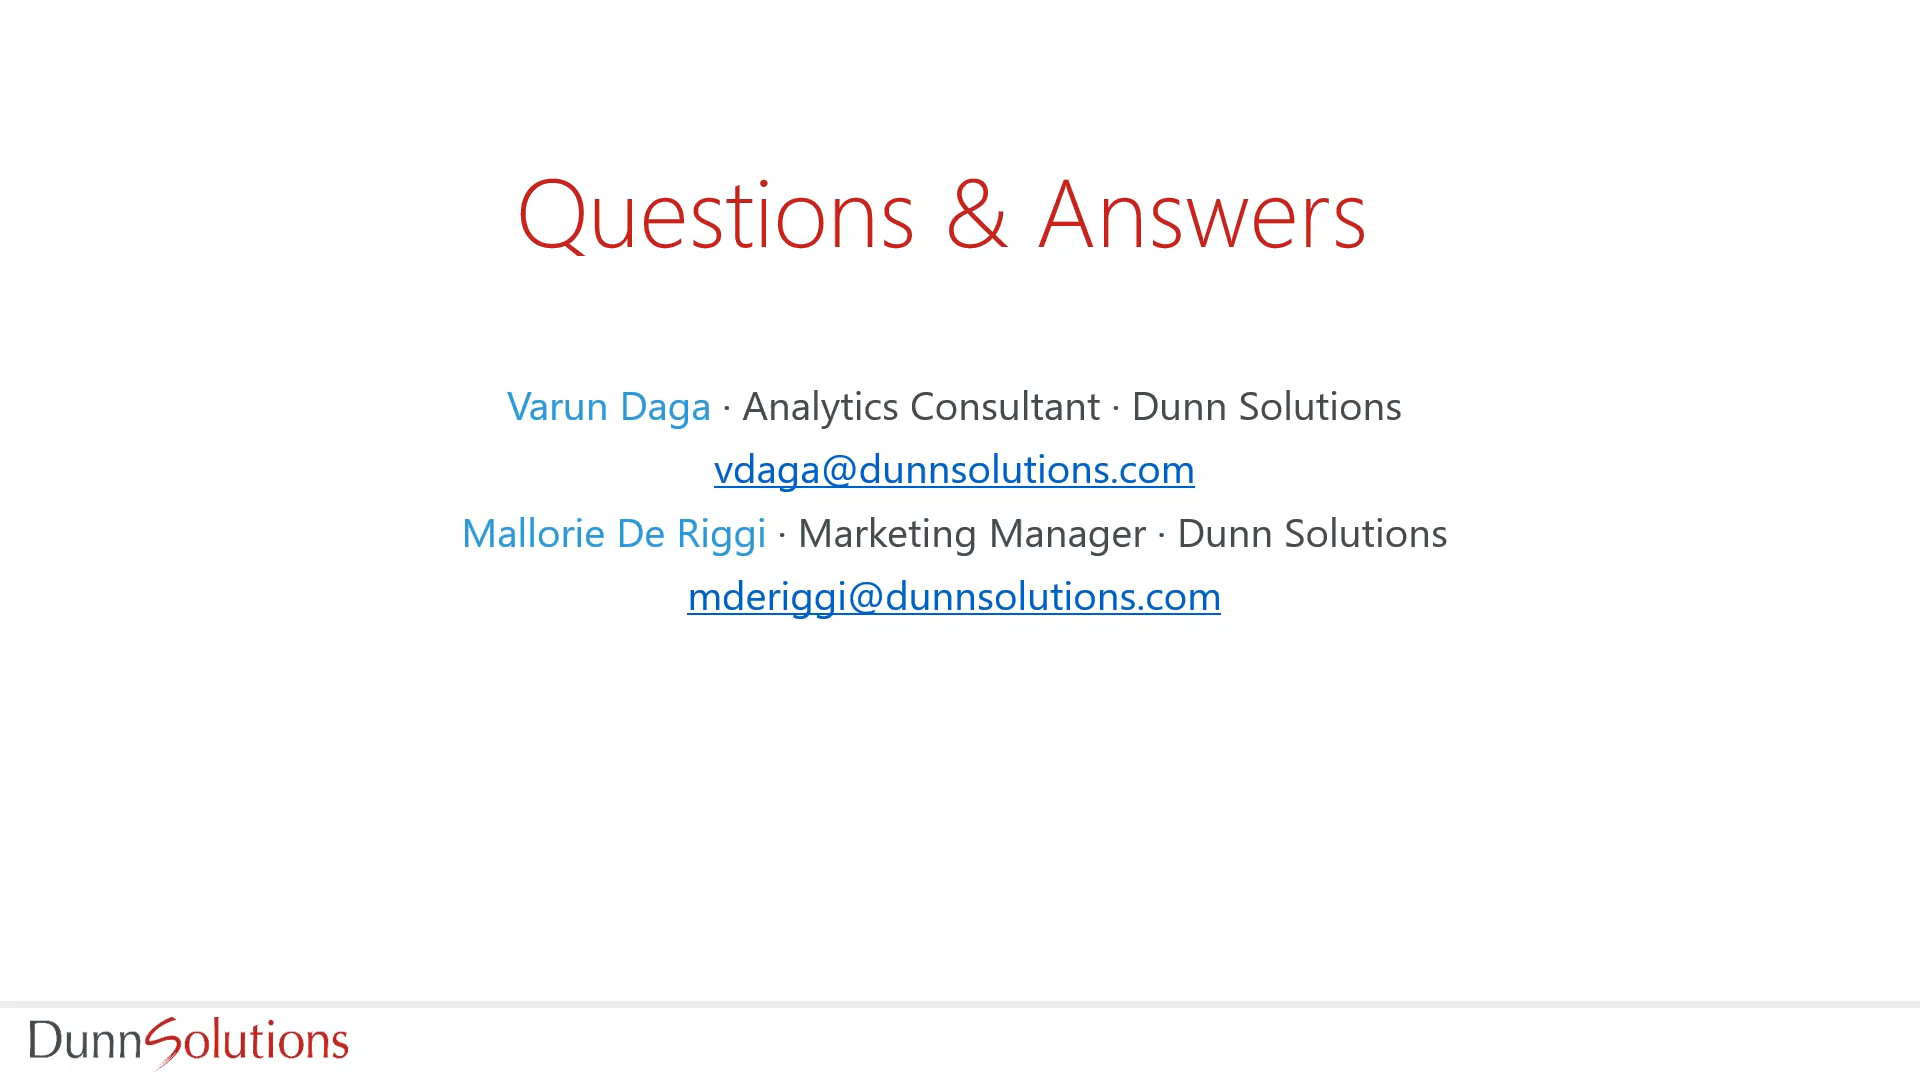 Questions & Answers
Varun Daga · Analytics Consultant · Dunn Solutions
vdaga@dunnsolutions.com
Mallorie De Riggi · Marketing Manager · Dunn Solutions
mderiggi@dunnsolutions.com
DunnSolutions